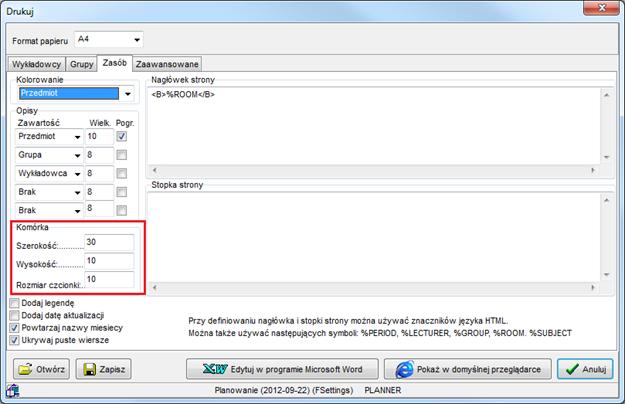 Drukuj
Format papieru A4
Wykładowcy Grupy Zasób Zaawansowane
Kolorowanie
Przedmiot
Opisy
Zawartość Wielk. Pogr.
Przedmiot 10
Grupa 8
Wykładowca 8
Brak 8
Brak 8
Komórka
Szerokość:............ 30
Wysokość:............ 10
Rozmiar czcionki:.. 10
Nagłówek strony
<B>%ROOM</B>
Stopka strony
Dodaj legendę
Dodaj datę aktualizacji
Powtarzaj nazwy miesiecy
Ukrywaj puste wiersze
Przy definiowaniu nagłówka i stopki strony można używać znaczników języka HTML.
Można także używać następujących symboli: %PERIOD, %LECTURER, %GROUP, %ROOM. %SUBJECT
Otwórz Zapisz Edytuj w programie Microsoft Word Pokaż w domyślnej przeglądarce Anuluj
Planowanie (2012-09-22) (FSettings) PLANNER